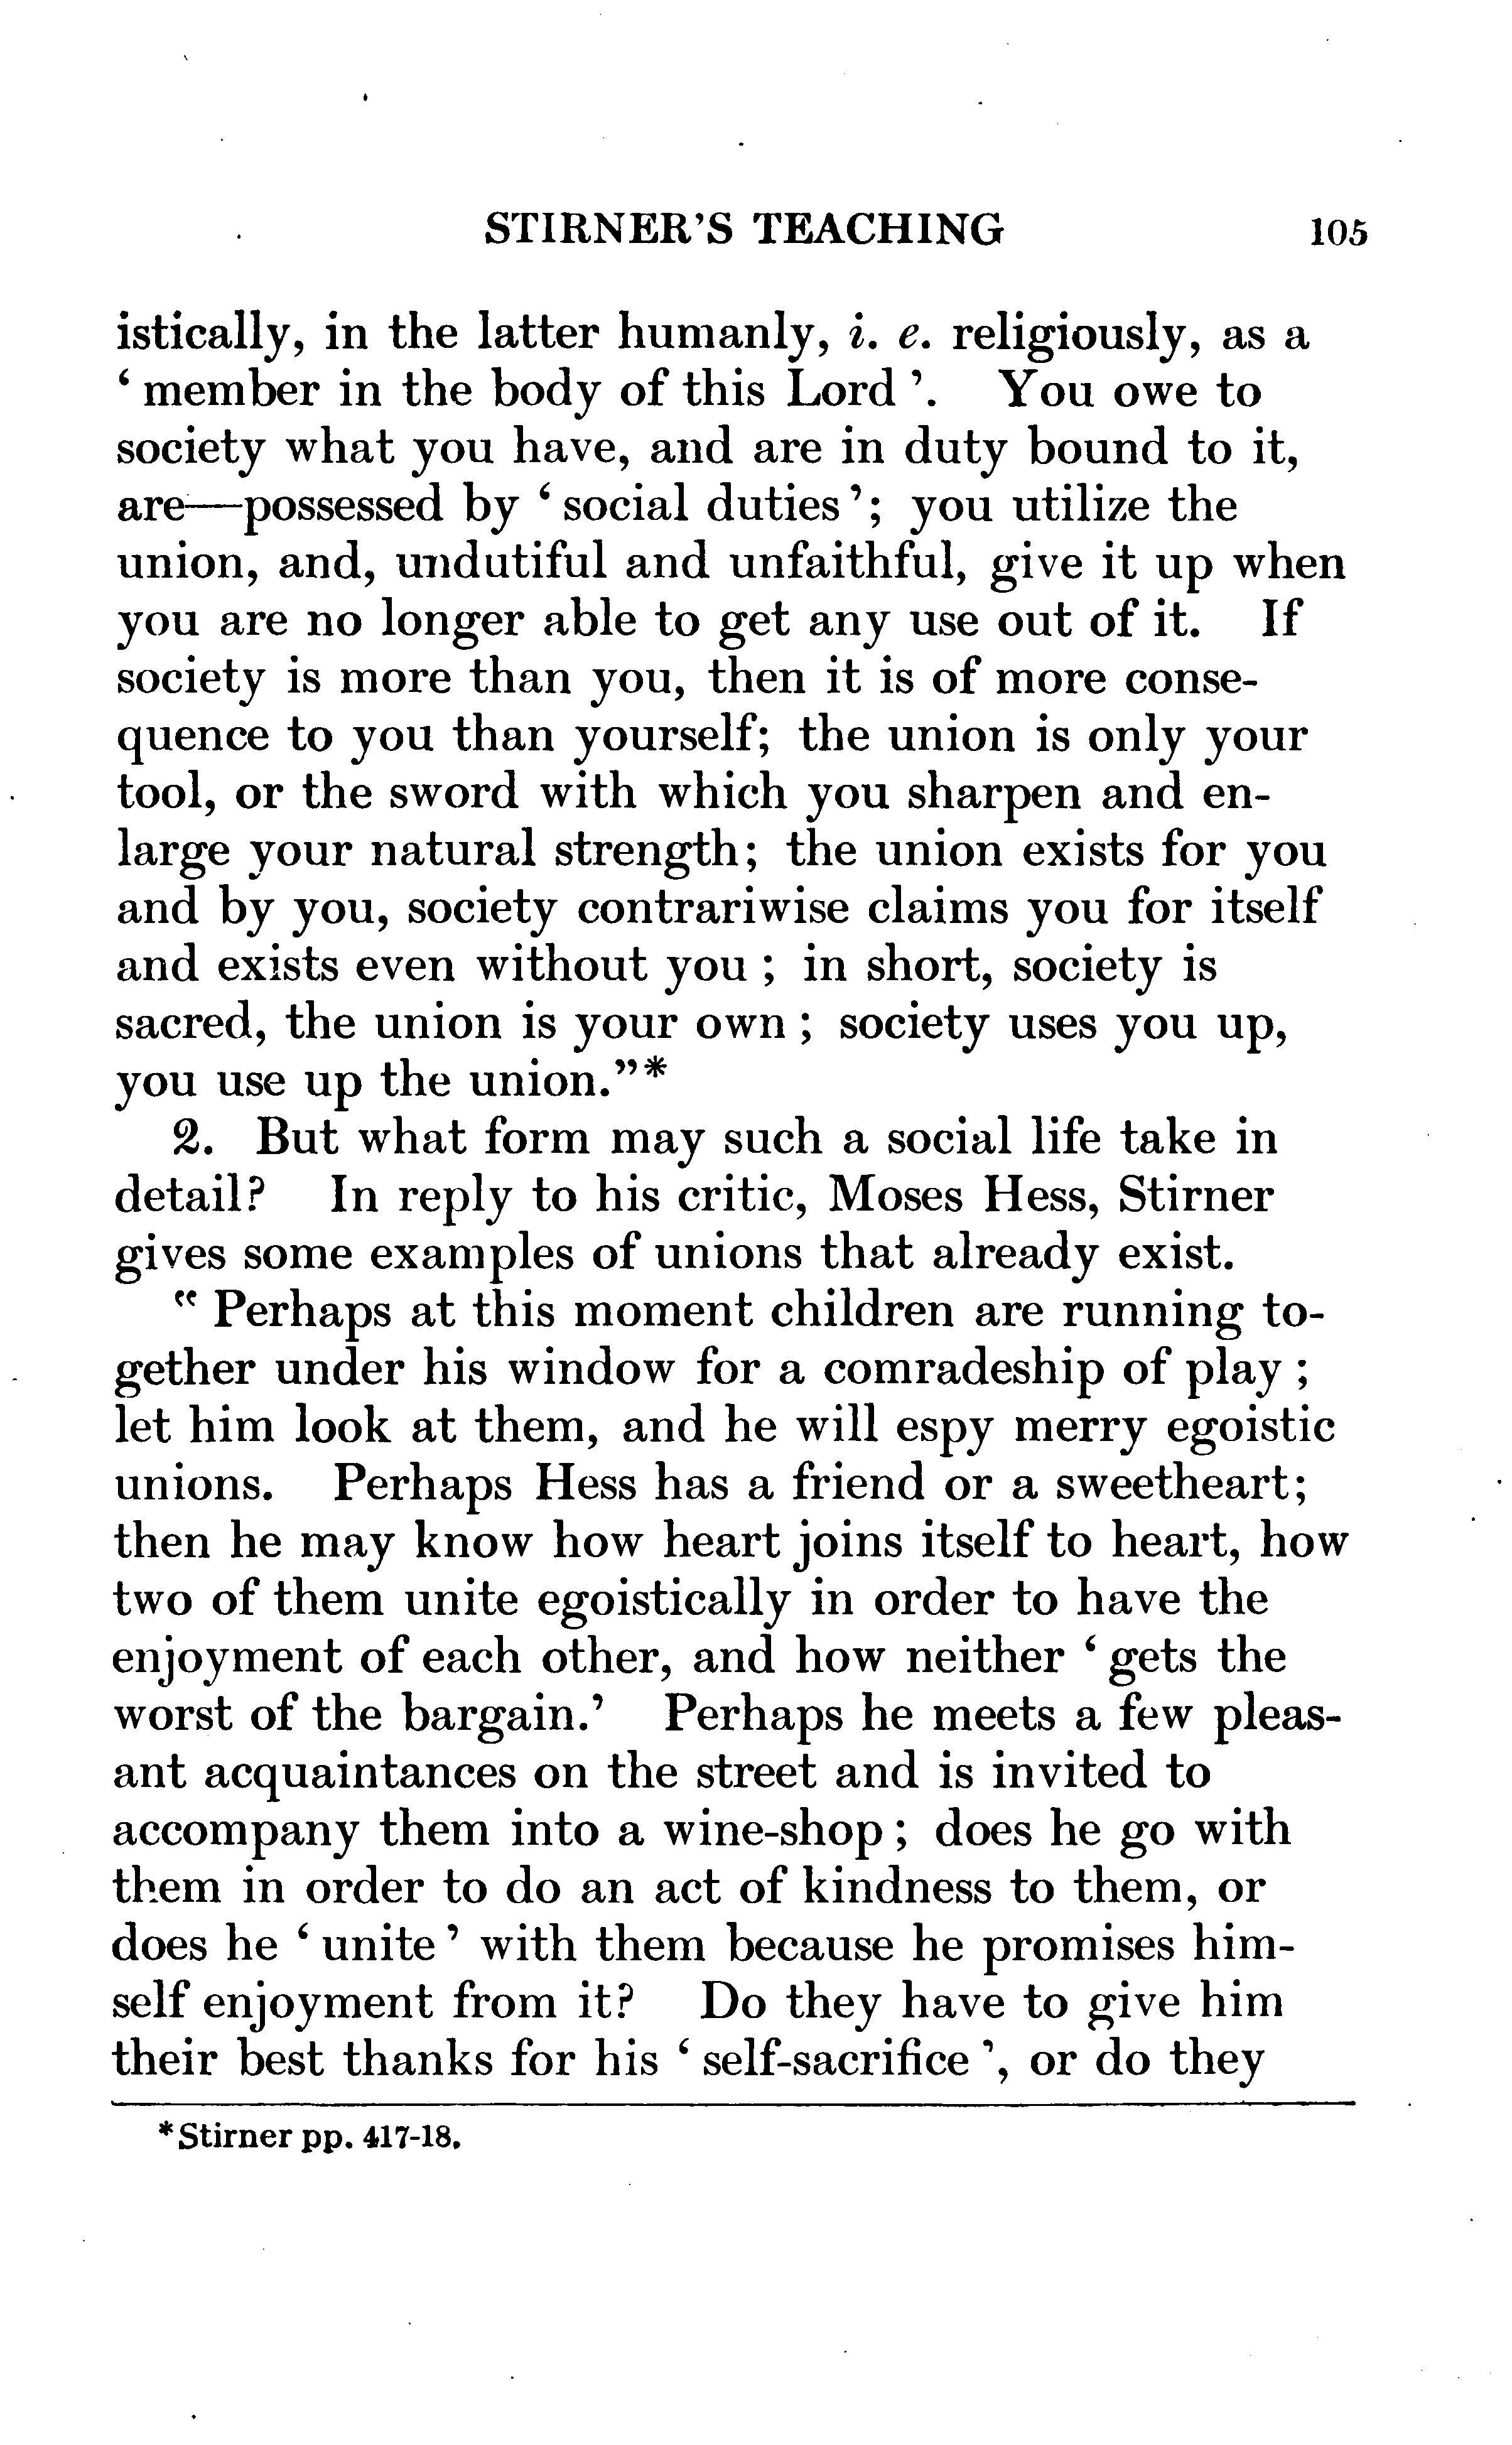 STIRNER'S TEACHING 105
istically, in the latter humanly, i. e. religiously, as a
‘ member in the body of this Lord ’. You owe to
society what you have, and are in duty bound to it,
are—possessed by ‘ social duties ’; you utilize the
union, and, undutiful and unfaithful, give it up when
you are no longer able to get any use out of it. If
society is more than you, then it is of more conse-
quence to you than yourself; the union is only your
tool, or the sword with which you sharpen and en-
large your natural strength; the union exists for you
and by you, society contrariwise claims you for itself
and exists even without you ; in short, society is
sacred, the union is your own ; society uses you up,
you use up the union.”*
2. But what form may such a social life take in
detail? In reply to his critic, Moses Hess, Stirner
gives some examples of unions that already exist.
“ Perhaps at this moment children are running to-
gether under his window for a comradeship of play ;
let him look at them, and he will espy merry egoistic
unions. Perhaps Hess has a friend or a sweetheart;
then he may know how heart joins itself to heart, how
two of them unite egoistically in order to have the
enjoyment of each other, and how neither ‘ gets the
worst of the bargain.’ Perhaps he meets a few pleas-
ant acquaintances on the street and is invited to
accompany them into a wine-shop ; does he go with
them in order to do an act of kindness to them, or
does he ‘ unite ’ with them because he promises him-
self enjoyment from it? Do they have to give him
their best thanks for his ‘ self-sacrifice ’, or do they
*Stirner pp. 417-18.